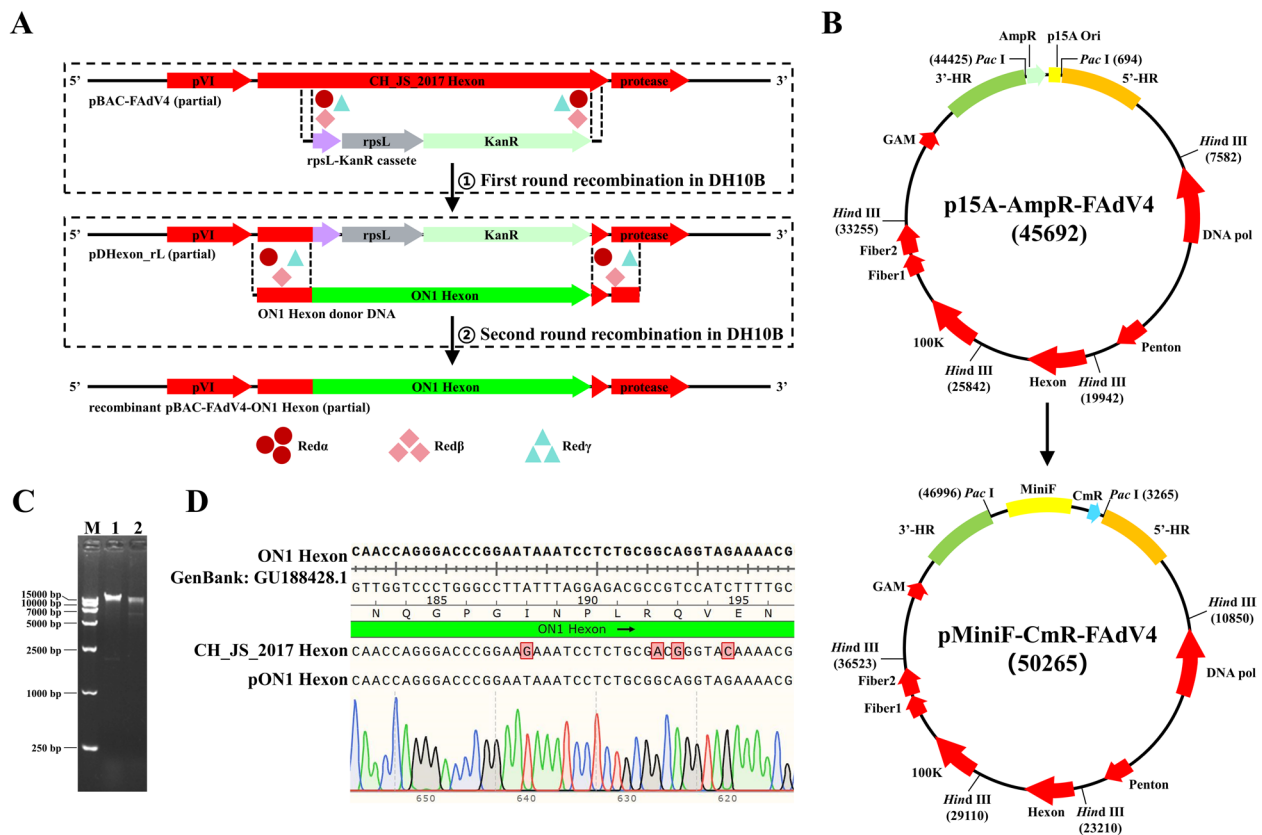 A
5’
pVI
CH_JS_2017 Hexon
protease
3’
pBAC-FAdV4 (partial)
rpsL
KanR
rpsL-KanR cassete
① First round recombination in DH10B
5’
pVI
rpsL
KanR
protease
3’
pDHexon_rL (partial)
ON1 Hexon
ON1 Hexon donor DNA
② Second round recombination in DH10B
5’
pVI
ON1 Hexon
protease
3’
recombinant pBAC-FAdV4-ON1 Hexon (partial)
Redα
Redβ
Redγ
B
AmpR
p15A Ori
(44425) Pac I
Pac I (694)
3’-HR
5’-HR
GAM
Hind III
(7582)
p15A-AmpR-FAdV4
(45692)
Hind III
(33255)
DNA pol
Fiber2
Fiber1
100K
Penton
Hind III
(25842)
Hexon
Hind III
(19942)
MiniF
CmR
(46996) Pac I
Pac I (3265)
3’-HR
5’-HR
GAM
Hind III
(10850)
pMiniF-CmR-FAdV4
(50265)
Hind III
(36523)
DNA pol
Fiber2
Fiber1
100K
Penton
Hind III
(29110)
Hexon
Hind III
(23210)
C
M 1 2
15000 bp
10000 bp
7000 bp
5000 bp
2500 bp
1000 bp
250 bp
D
ON1 Hexon
CAACCAGGGACCCGGAATAAATCCTCTGCGGCAGGTAGAAAACG
GenBank: GU188428.1
GTTGGTCCCTGGGCCTTATTTAGGAGACGCCGTCCATCTTTTGC
185 190 195
N Q G P G I N P L R Q V E N
ON1 Hexon
CH_JS_2017 Hexon
CAACCAGGGACCCGGAAGAAATCCTCTGCGACGGGTACAAAACG
pON1 Hexon
CAACCAGGGACCCGGAATAAATCCTCTGCGGCAGGTAGAAAACG
650 640 630 620